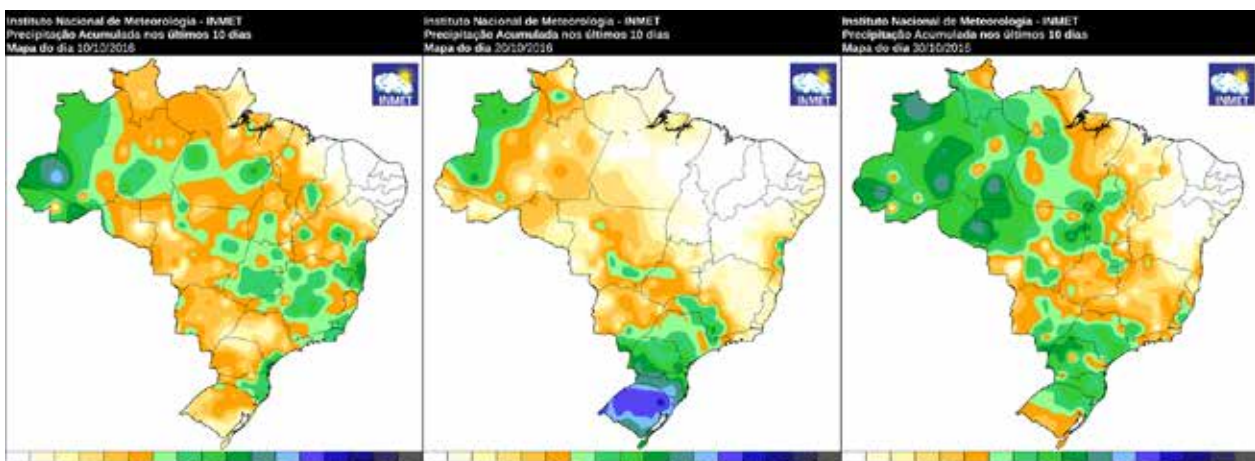 Instituto Nacional de Meteorologia - INMET
Precipitação Acumulada nos últimos 10 dias
Mapa do dia 10/10/2016
INMET
Instituto Nacional de Meteorologia - INMET
Precipitação Acumulada nos últimos 10 dias
Mapa do dia 20/10/2016
INMET
Instituto Nacional de Meteorologia - INMET
Precipitação Acumulada nos últimos 10 dias
Mapa do dia 30/10/2016
INMET